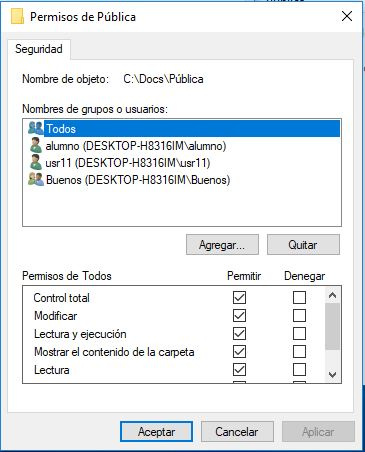 Permisos de Pública
Seguridad
Nombre de objeto: C:\Docs\Pública
Nombres de grupos o usuarios:
Todos
alumno (DESKTOP-H8316IM\alumno)
usr11 (DESKTOP-H8316IM\usr11)
Buenos (DESKTOP-H8316IM\Buenos)
Agregar... Quitar
Permisos de Todos Permitir Denegar
Control total
Modificar
Lectura y ejecución
Mostrar el contenido de la carpeta
Lectura
Aceptar Cancelar Aplicar